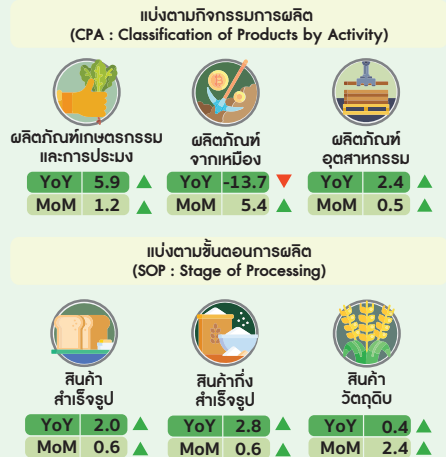 แบ่งตามกิจกรรมการผลิต
(CPA : Classification of Products by Activity)
ผลิตภัณฑ์เกษตรกรรม
และการประมง
YoY 5.9 ▲
MoM 1.2 ▲
ผลิตภัณฑ์
จากเหมือง
YoY -13.7 ▼
MoM 5.4 ▲
ผลิตภัณฑ์
อุตสาหกรรม
YoY 2.4 ▲
MoM 0.5 ▲
แบ่งตามขั้นตอนการผลิต
(SOP : Stage of Processing)
สินค้า
สำเร็จรูป
YoY 2.0 ▲
MoM 0.6 ▲
สินค้ากึ่ง
สำเร็จรูป
YoY 2.8 ▲
MoM 0.6 ▲
สินค้า
วัตถุดิบ
YoY 0.4 ▲
MoM 2.4 ▲